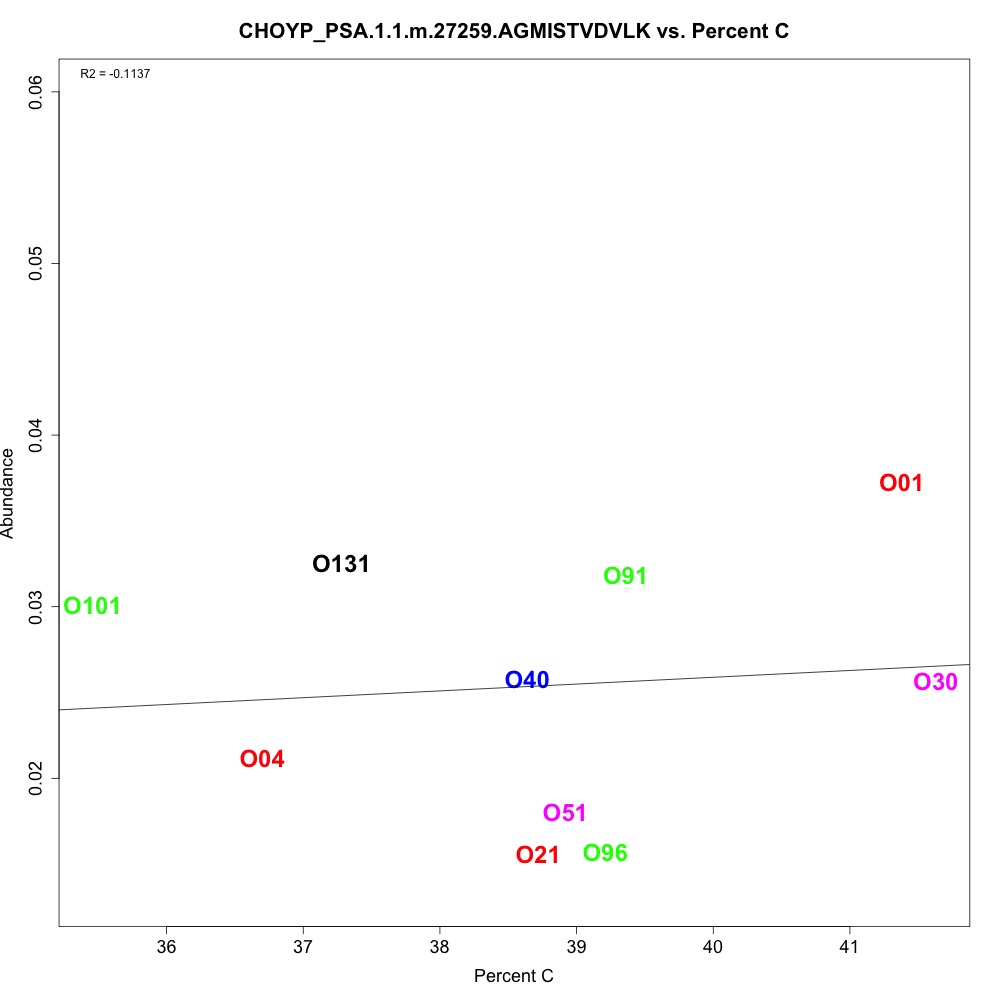 CHOYP_PSA.1.1.m.27259.AGMISTVDVLK vs. Percent C
R2 = -0.1137
0.06
0.05
0.04
0.03
0.02
Abundance
O01
O131
O91
O101
O40
O30
O04
O51
O21
O96
36 37 38 39 40 41
Percent C